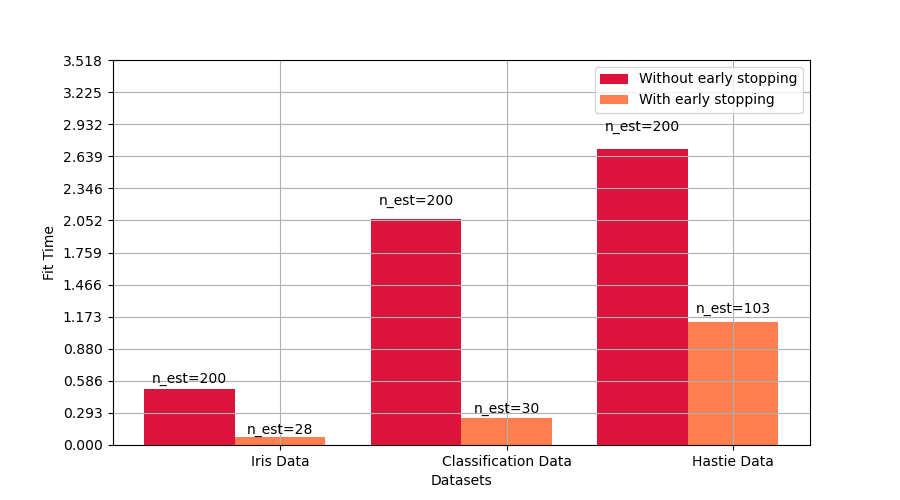 3.518
3.225
2.932
2.639
2.346
2.052
1.759
1.466
1.173
0.880
0.586
0.293
0.000
Fit Time
Without early stopping
With early stopping
n_est=200
n_est=200
n_est=103
n_est=200
n_est=30
n_est=28
Iris Data
Classification Data
Hastie Data
Datasets